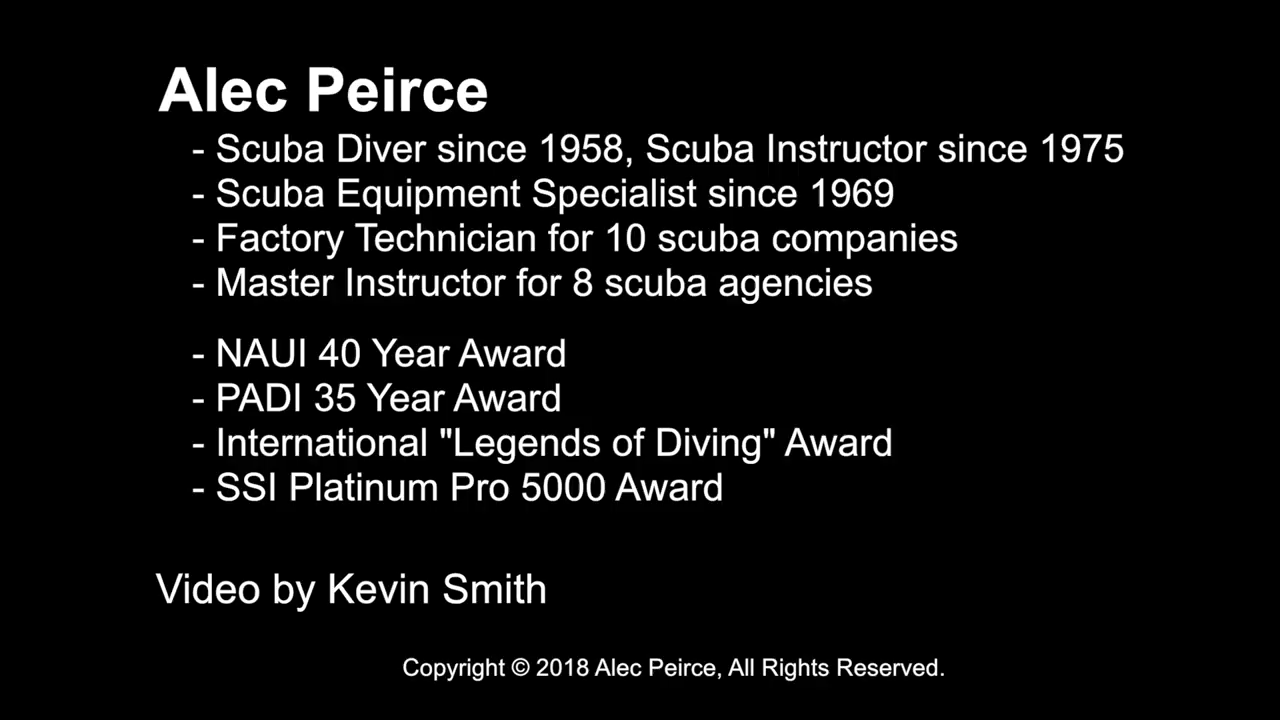 Alec Peirce
- Scuba Diver since 1958, Scuba Instructor since 1975
- Scuba Equipment Specialist since 1969
- Factory Technician for 10 scuba companies
- Master Instructor for 8 scuba agencies
- NAUI 40 Year Award
- PADI 35 Year Award
- International "Legends of Diving" Award
- SSI Platinum Pro 5000 Award
Video by Kevin Smith
Copyright © 2018 Alec Peirce, All Rights Reserved.